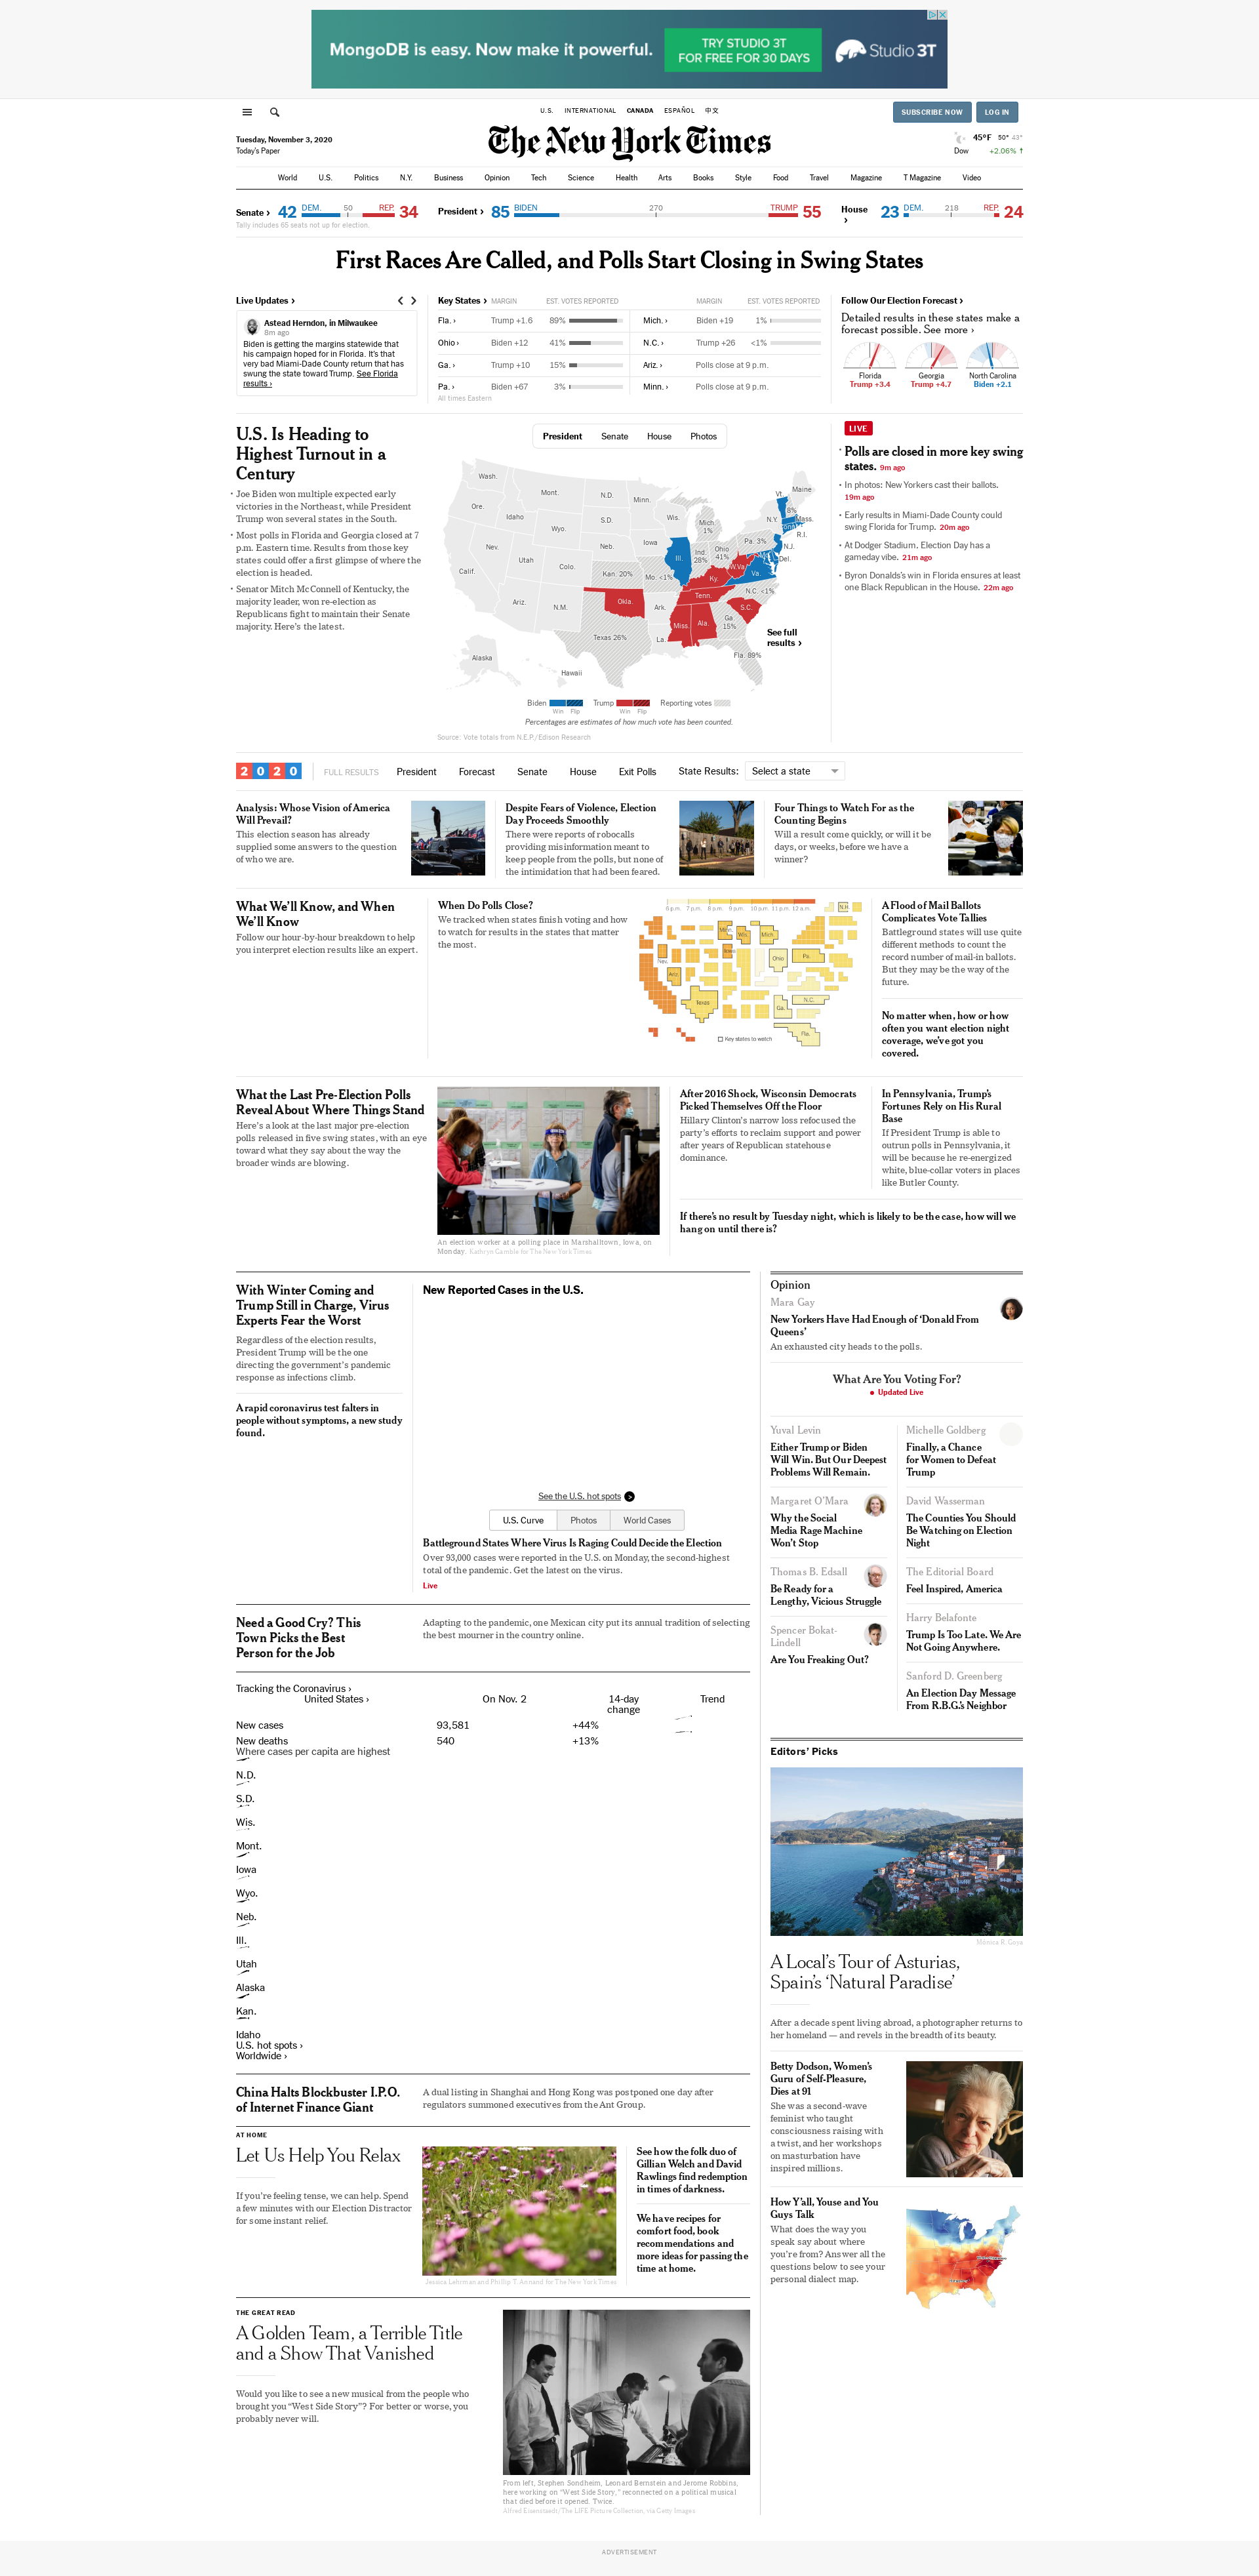 MongoDB is easy. Now make it powerful.
TRY STUDIO 3T
FOR FREE FOR 30 DAYS
Studio 3T
U.S. INTERNATIONAL CANADA ESPAÑOL 中文
SUBSCRIBE NOW LOG IN
Tuesday, November 3, 2020
Today's Paper
The New York Times
45°F 50° 43°
Dow +2.06% ↑
World U.S. Politics N.Y. Business Opinion Tech Science Health Arts Books Style Food Travel Magazine T Magazine Video
Senate › 42 DEM. 50 REP. 34
Tally includes 65 seats not up for election.
President › 85 BIDEN 270 TRUMP 55
House › 23 DEM. 218 REP. 24
First Races Are Called, and Polls Start Closing in Swing States
Live Updates ›
Astead Herndon, in Milwaukee
8m ago
Biden is getting the margins statewide that
his campaign hoped for in Florida. It's that
very bad Miami-Dade County return that has
swung the state toward Trump. See Florida
results ›
Key States › MARGIN EST. VOTES REPORTED MARGIN EST. VOTES REPORTED
Fla. › Trump +1.6 89% Mich. › Biden +19 1%
Ohio › Biden +12 41% N.C. › Trump +26 <1%
Ga. › Trump +10 15% Ariz. › Polls close at 9 p.m.
Pa. › Biden +67 3% Minn. › Polls close at 9 p.m.
All times Eastern
Follow Our Election Forecast ›
Detailed results in these states make a
forecast possible. See more ›
Florida Georgia North Carolina
Trump +3.4 Trump +4.7 Biden +2.1
U.S. Is Heading to
Highest Turnout in a
Century
• Joe Biden won multiple expected early
victories in the Northeast, while President
Trump won several states in the South.
• Most polls in Florida and Georgia closed at 7
p.m. Eastern time. Results from those key
states could offer a first glimpse of where the
election is headed.
• Senator Mitch McConnell of Kentucky, the
majority leader, won re-election as
Republicans fight to maintain their Senate
majority. Here's the latest.
President Senate House Photos
Wash.
Mont.
N.D.
Minn.
Vt.
Maine
Ore.
Idaho
S.D.
Wis.
Mich.
1%
N.Y.
8%
Mass.
Wyo.
R.I.
Nev.
Neb.
Iowa
Ohio
41%
Pa. 3%
N.J.
Utah
Colo.
Ill.
Ind.
28%
W.Va.
Del.
Calif.
Kan. 20%
Mo. <1%
Ky.
Va.
Ariz.
N.M.
Okla.
Ark.
Tenn.
N.C. <1%
S.C.
Texas 26%
La.
Miss.
Ala.
Ga.
15%
Alaska
Hawaii
Fla. 89%
See full
results ›
Biden Trump Reporting votes
Win Flip Win Flip
Percentages are estimates of how much vote has been counted.
Source: Vote totals from N.E.P./Edison Research
LIVE
• Polls are closed in more key swing
states. 9m ago
• In photos: New Yorkers cast their ballots.
19m ago
• Early results in Miami-Dade County could
swing Florida for Trump. 20m ago
• At Dodger Stadium, Election Day has a
gameday vibe. 21m ago
• Byron Donalds's win in Florida ensures at least
one Black Republican in the House. 22m ago
2020 FULL RESULTS President Forecast Senate House Exit Polls State Results: Select a state
Analysis: Whose Vision of America
Will Prevail?
This election season has already
supplied some answers to the question
of who we are.
Despite Fears of Violence, Election
Day Proceeds Smoothly
There were reports of robocalls
providing misinformation meant to
keep people from the polls, but none of
the intimidation that had been feared.
Four Things to Watch For as the
Counting Begins
Will a result come quickly, or will it be
days, or weeks, before we have a
winner?
What We'll Know, and When
We'll Know
Follow our hour-by-hour breakdown to help
you interpret election results like an expert.
When Do Polls Close?
We tracked when states finish voting and how
to watch for results in the states that matter
the most.
6 p.m. 7 p.m. 8 p.m. 9 p.m. 10 p.m. 11 p.m. 12 a.m.
N.H.
Minn.
Wis.
Mich.
Nev.
Iowa
Ohio
Pa.
Ariz.
Texas
N.C.
Ga.
Fla.
Key states to watch
A Flood of Mail Ballots
Complicates Vote Tallies
Battleground states will use quite
different methods to count the
record number of mail-in ballots.
But they may be the way of the
future.
No matter when, how or how
often you want election night
coverage, we've got you
covered.
What the Last Pre-Election Polls
Reveal About Where Things Stand
Here's a look at the last major pre-election
polls released in five swing states, with an eye
toward what they say about the way the
broader winds are blowing.
An election worker at a polling place in Marshalltown, Iowa, on
Monday. Kathryn Gamble for The New York Times
After 2016 Shock, Wisconsin Democrats
Picked Themselves Off the Floor
Hillary Clinton's narrow loss refocused the
party's efforts to reclaim support and power
after years of Republican statehouse
dominance.
In Pennsylvania, Trump's
Fortunes Rely on His Rural
Base
If President Trump is able to
outrun polls in Pennsylvania, it
will be because he re-energized
white, blue-collar voters in places
like Butler County.
If there's no result by Tuesday night, which is likely to be the case, how will we
hang on until there is?
With Winter Coming and
Trump Still in Charge, Virus
Experts Fear the Worst
Regardless of the election results,
President Trump will be the one
directing the government's pandemic
response as infections climb.
A rapid coronavirus test falters in
people without symptoms, a new study
found.
New Reported Cases in the U.S.
See the U.S. hot spots
U.S. Curve Photos World Cases
Battleground States Where Virus Is Raging Could Decide the Election
Over 93,000 cases were reported in the U.S. on Monday, the second-highest
total of the pandemic. Get the latest on the virus.
Live
Need a Good Cry? This
Town Picks the Best
Person for the Job
Adapting to the pandemic, one Mexican city put its annual tradition of selecting
the best mourner in the country online.
Tracking the Coronavirus ›
United States › On Nov. 2 14-day
change Trend
New cases 93,581 +44%
New deaths 540 +13%
Where cases per capita are highest
N.D.
S.D.
Wis.
Mont.
Iowa
Wyo.
Neb.
Ill.
Utah
Alaska
Kan.
Idaho
U.S. hot spots ›
Worldwide ›
China Halts Blockbuster I.P.O.
of Internet Finance Giant
A dual listing in Shanghai and Hong Kong was postponed one day after
regulators summoned executives from the Ant Group.
AT HOME
Let Us Help You Relax
If you're feeling tense, we can help. Spend
a few minutes with our Election Distractor
for some instant relief.
Jessica Lehrman and Phillip T. Annand for The New York Times
See how the folk duo of
Gillian Welch and David
Rawlings find redemption
in times of darkness.
We have recipes for
comfort food, book
recommendations and
more ideas for passing the
time at home.
THE GREAT READ
A Golden Team, a Terrible Title
and a Show That Vanished
Would you like to see a new musical from the people who
brought you "West Side Story"? For better or worse, you
probably never will.
From left, Stephen Sondheim, Leonard Bernstein and Jerome Robbins,
here working on "West Side Story," reconnected on a political musical
that died before it opened. Twice.
Alfred Eisenstaedt/The LIFE Picture Collection, via Getty Images
Opinion
Mara Gay
New Yorkers Have Had Enough of 'Donald From
Queens'
An exhausted city heads to the polls.
What Are You Voting For?
Updated Live
Yuval Levin
Either Trump or Biden
Will Win. But Our Deepest
Problems Will Remain.
Margaret O'Mara
Why the Social
Media Rage Machine
Won't Stop
Thomas B. Edsall
Be Ready for a
Lengthy, Vicious Struggle
Spencer Bokat-
Lindell
Are You Freaking Out?
Michelle Goldberg
Finally, a Chance
for Women to Defeat
Trump
David Wasserman
The Counties You Should
Be Watching on Election
Night
The Editorial Board
Feel Inspired, America
Harry Belafonte
Trump Is Too Late. We Are
Not Going Anywhere.
Sanford D. Greenberg
An Election Day Message
From R.B.G.'s Neighbor
Editors' Picks
Monica R. Goya
A Local's Tour of Asturias,
Spain's 'Natural Paradise'
After a decade spent living abroad, a photographer returns to
her homeland — and revels in the breadth of its beauty.
Betty Dodson, Women's
Guru of Self-Pleasure,
Dies at 91
She was a second-wave
feminist who taught
consciousness raising with
a twist, and her workshops
on masturbation have
inspired millions.
How Y'all, Youse and You
Guys Talk
What does the way you
speak say about where
you're from? Answer all the
questions below to see your
personal dialect map.
ADVERTISEMENT